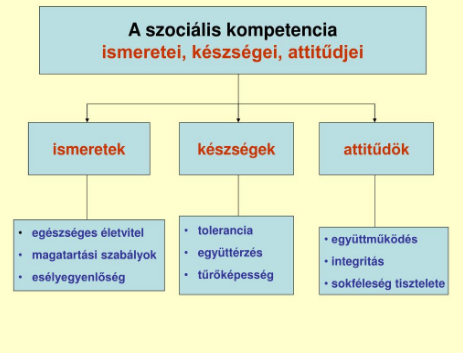 A szociális kompetencia
ismeretei, készségei, attitűdjei
ismeretek
készségek
attitűdök
• egészséges életvitel
• magatartási szabályok
• esélyegyenlőség
• tolerancia
• együttérzés
• tűrőképesség
• együttműködés
• integritás
• sokféleség tisztelete